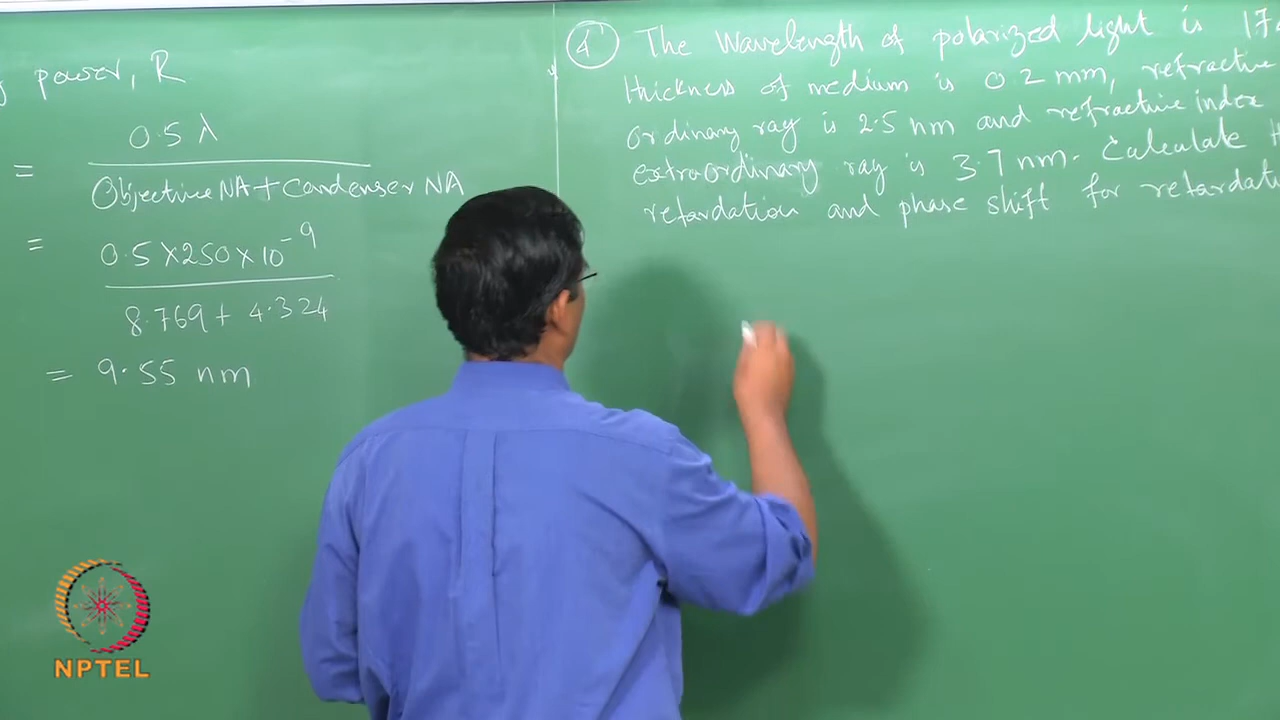 power, R
0.5 λ
=
Objective NA + Condenser NA
= 0.5 × 250 × 10⁻⁹
8.769 + 4.324
= 9.55 nm
④ The Wavelength of polarized light is 17
thickness of medium is 0.2 mm, refractive
ordinary ray is 2.5 nm and refractive index
extraordinary ray is 3.7 nm. Calculate
retardation and phase shift for retardati
NPTEL